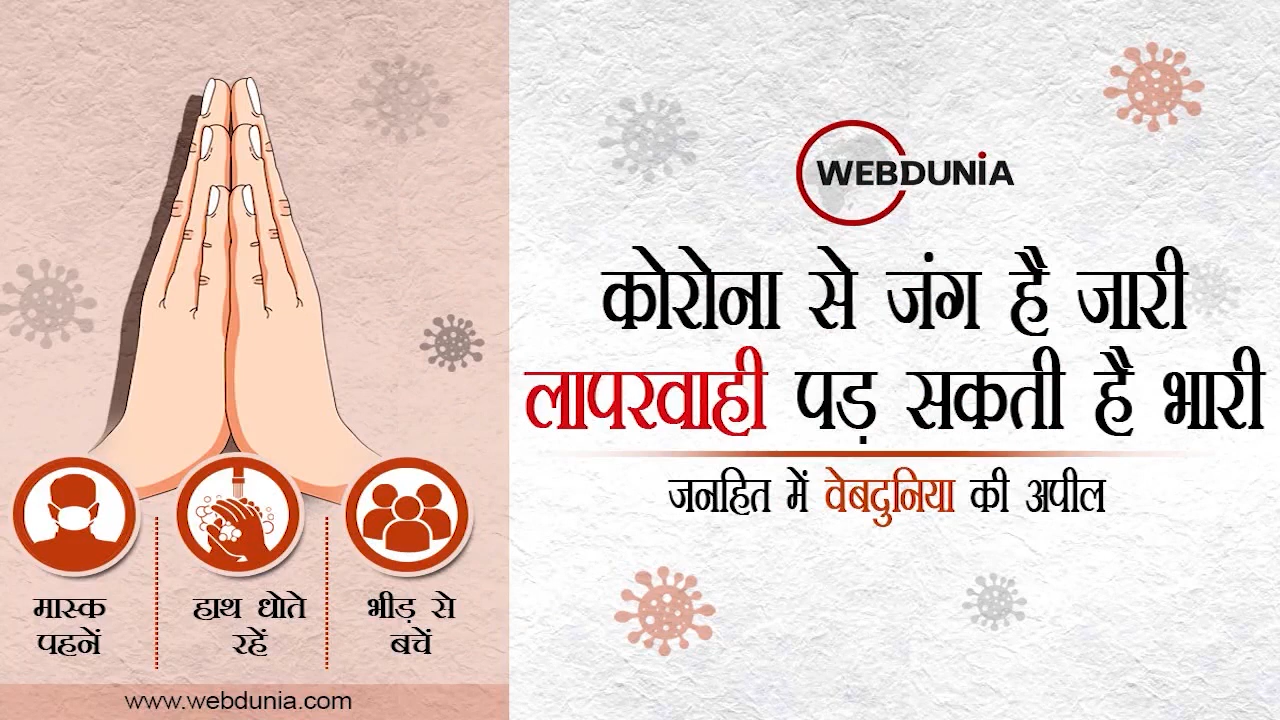 WEBDUNIA
कोरोना से जंग है जारी
लापरवाही पड़ सकती है भारी
जनहित में वेबदुनिया की अपील
मास्क
पहनें
हाथ धोते
रहें
भीड़ से
बचें
www.webdunia.com